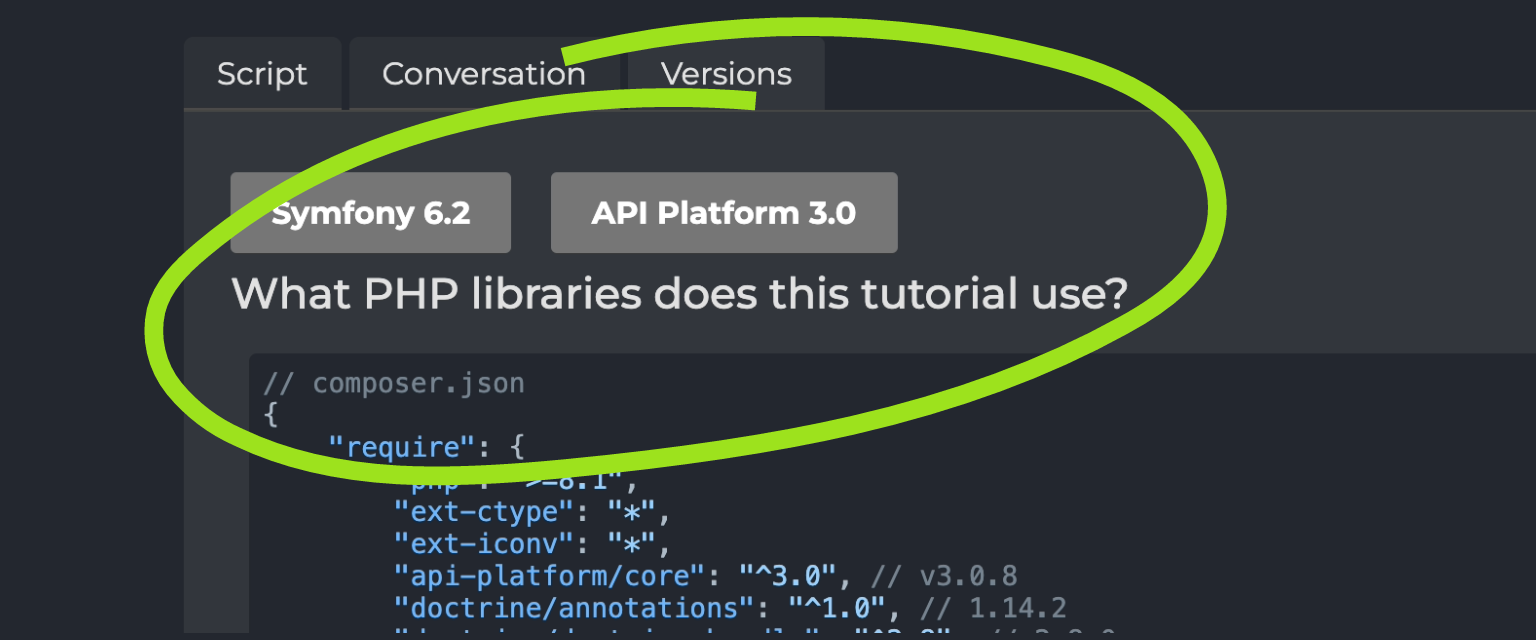 Script Conversation Versions
Symfony 6.2 API Platform 3.0
What PHP libraries does this tutorial use?
// composer.json
{
"require": {
"php": ">=8.1",
"ext-ctype": "*",
"ext-iconv": "*",
"api-platform/core": "^3.0", // v3.0.8
"doctrine/annotations": "^1.0", // 1.14.2